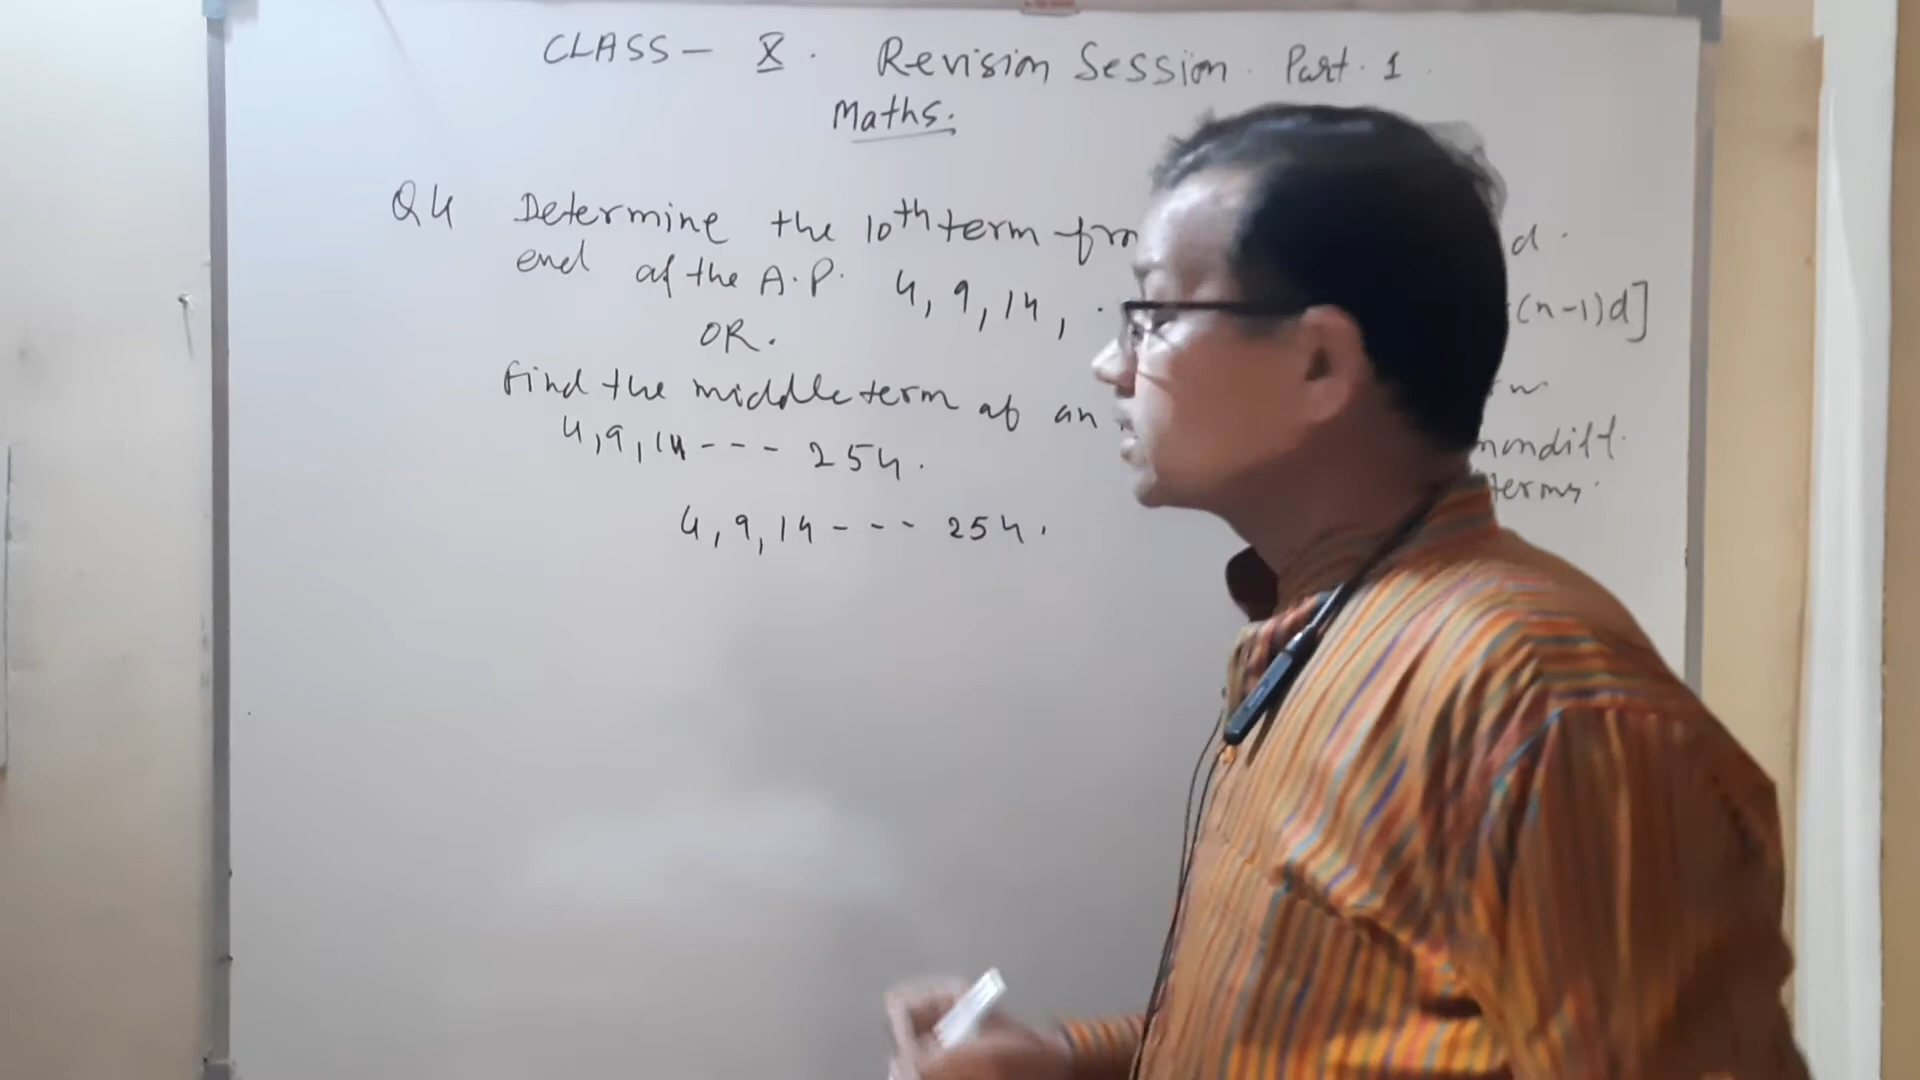 CLASS - X. Revision Session. Part. 1.
Maths.
Q4 Determine the 10th term
end of the A.P. 4, 9, 14,
OR.
Find the middle term of an
4, 9, 14 --- 254.
4, 9, 14 --- 254.
d.
(n-1)d]
terms.